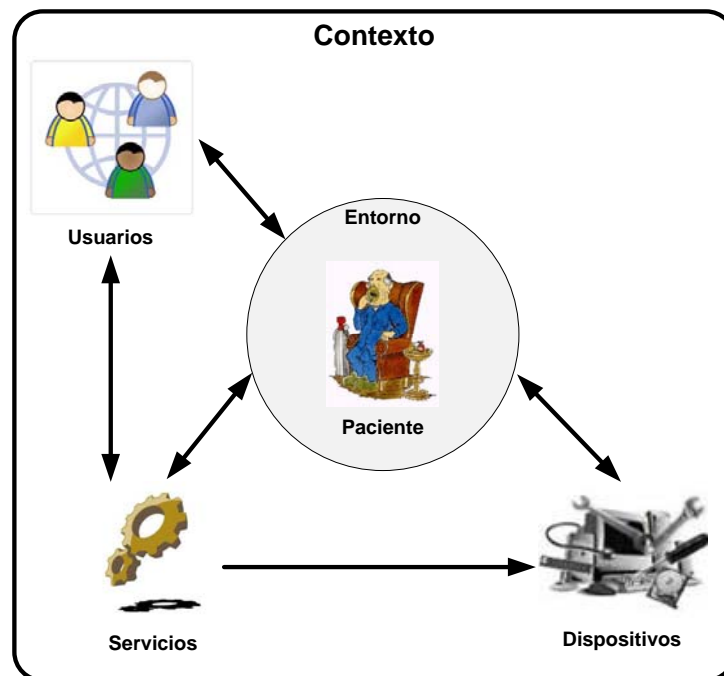 Contexto
Entorno
Usuarios
Paciente
Servicios
Dispositivos